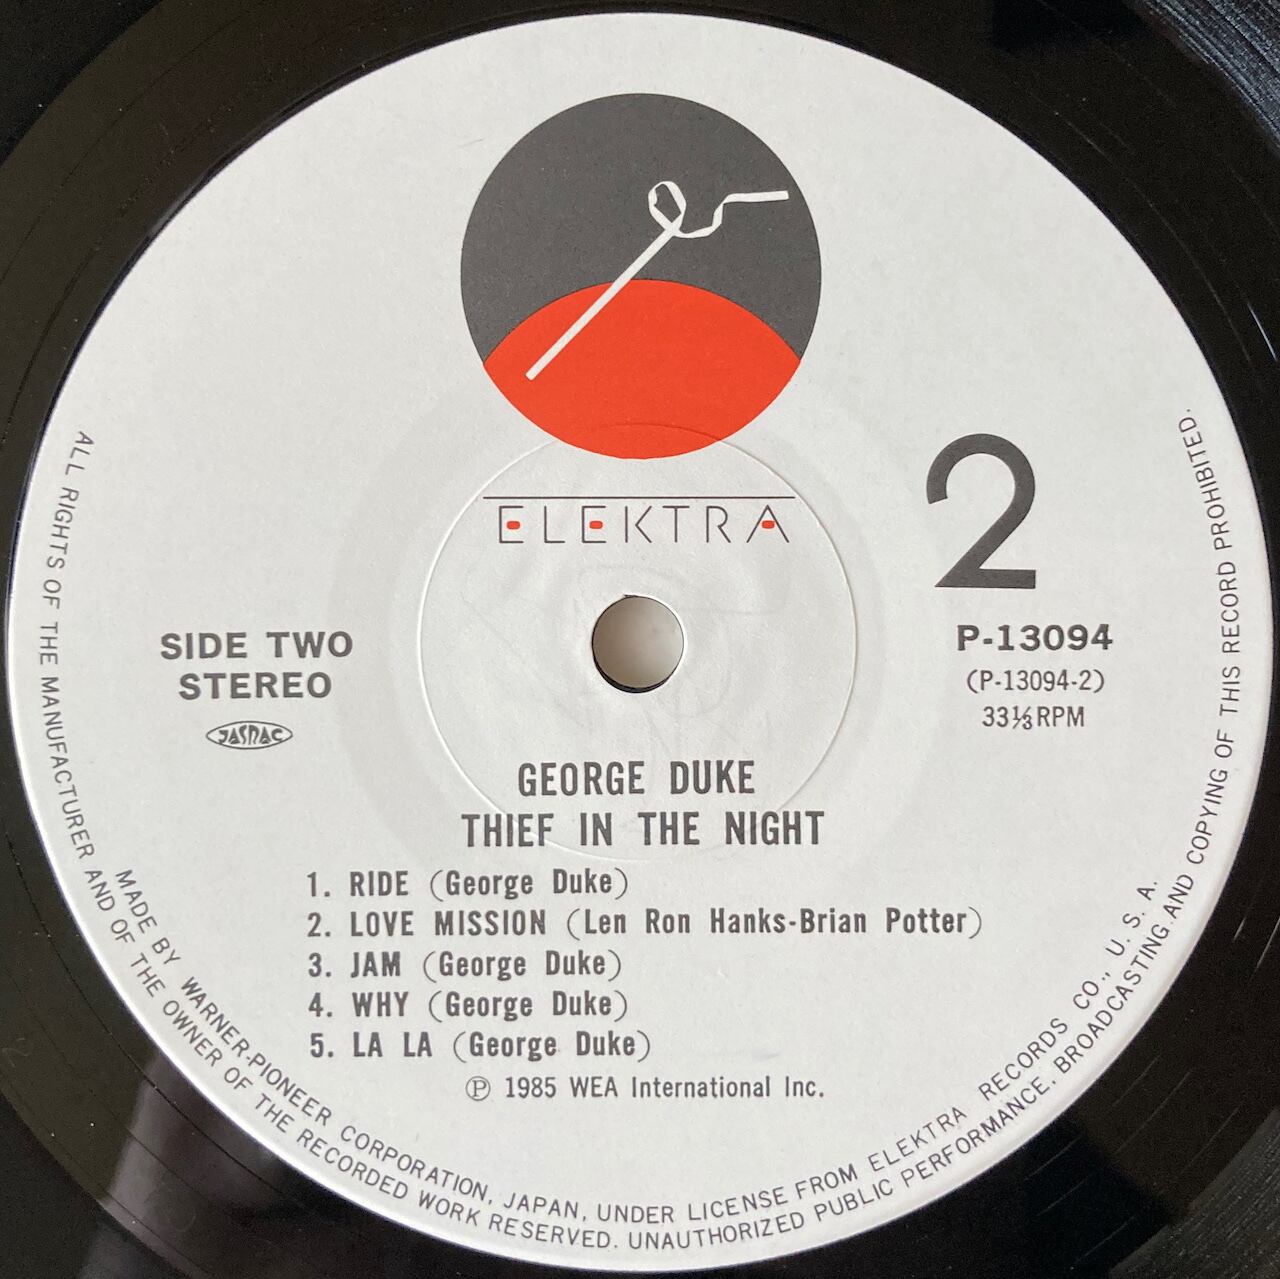 ELEKTRA
2
SIDE TWO
STEREO
JASRAC
P-13094
(P-13094-2)
33⅓RPM
GEORGE DUKE
THIEF IN THE NIGHT
1. RIDE (George Duke)
2. LOVE MISSION (Len Ron Hanks-Brian Potter)
3. JAM (George Duke)
4. WHY (George Duke)
5. LA LA (George Duke)
Ⓟ 1985 WEA International Inc.
MADE BY WARNER-PIONEER CORPORATION, JAPAN, UNDER LICENSE FROM ELEKTRA RECORDS CO., U. S. A.
ALL RIGHTS OF THE MANUFACTURER AND OF THE OWNER OF THE RECORDED WORK RESERVED. UNAUTHORIZED PUBLIC PERFORMANCE, BROADCASTING AND COPYING OF THIS RECORD PROHIBITED.